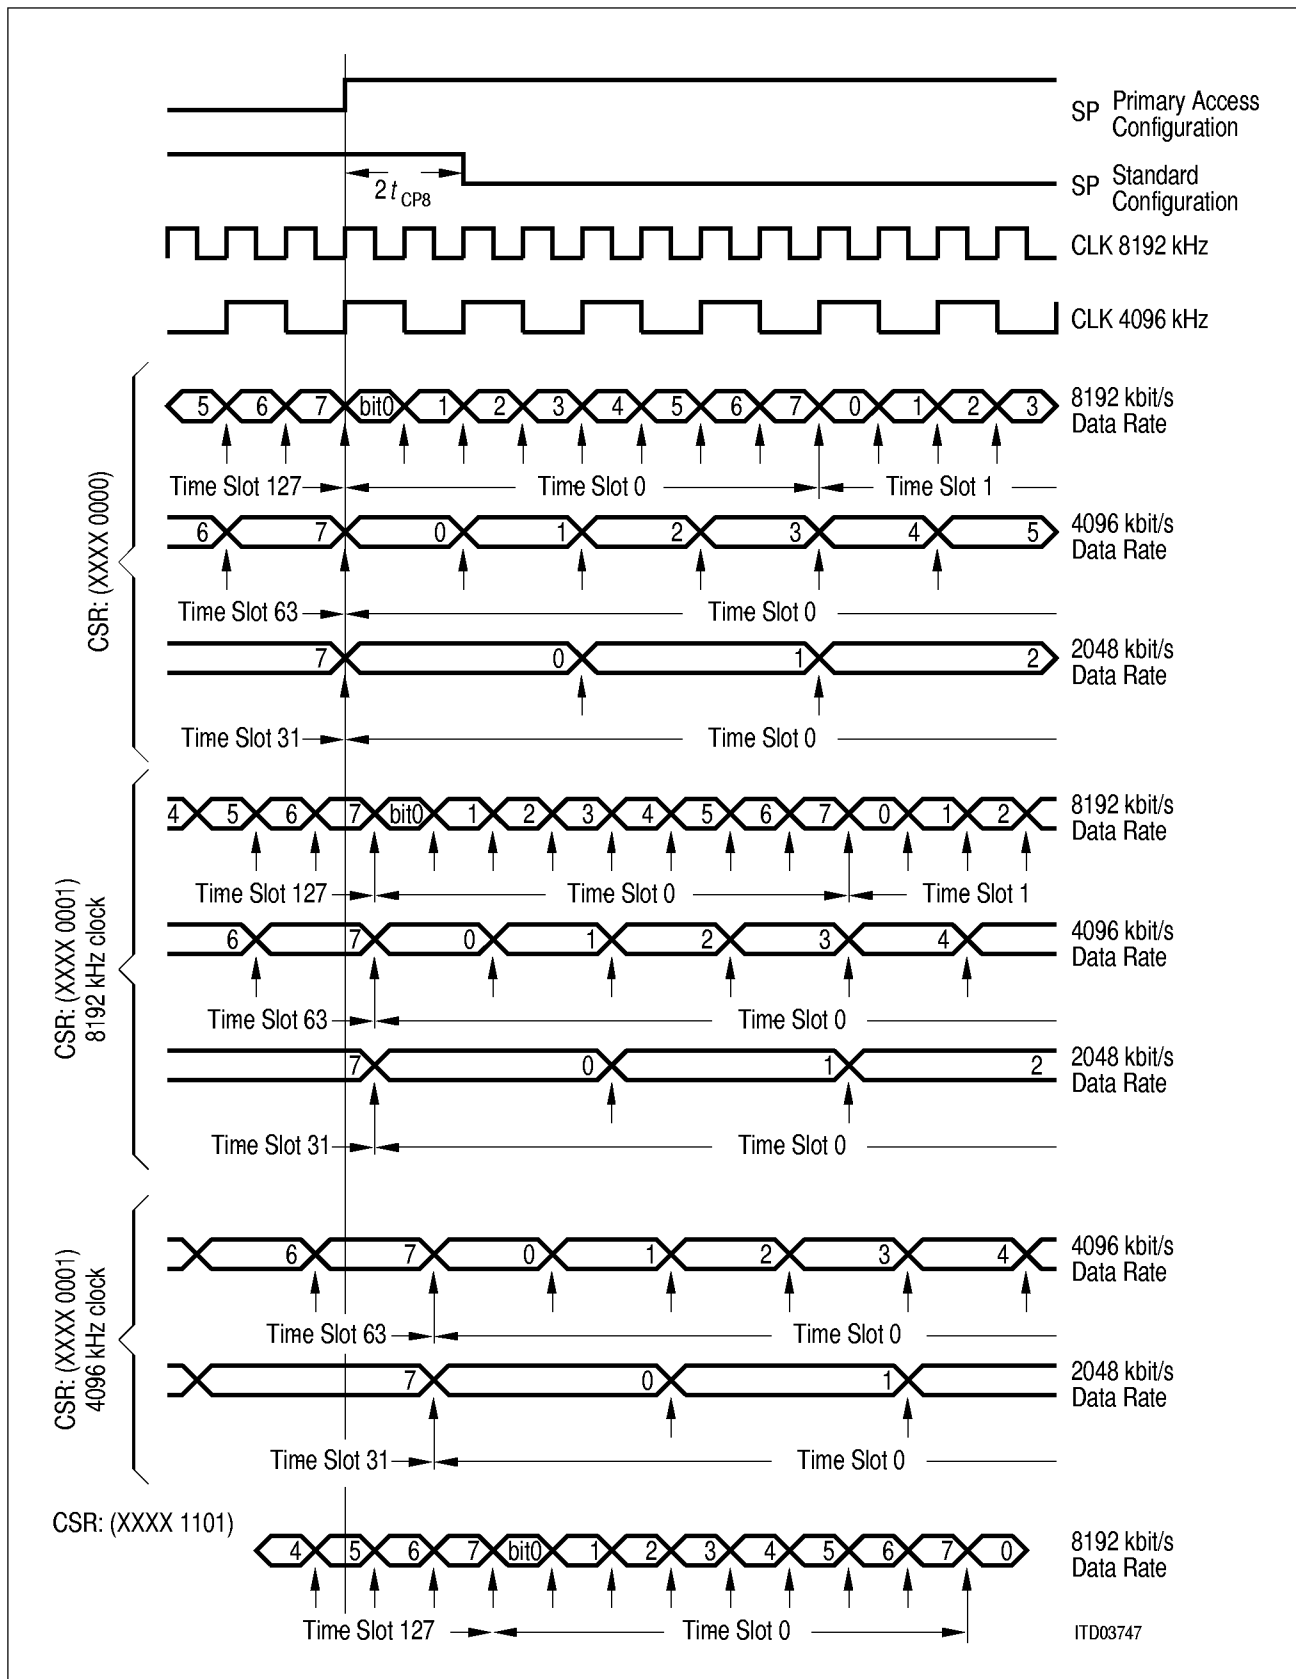 SP Primary Access
Configuration
2 t CP8
SP Standard
Configuration
CLK 8192 kHz
CLK 4096 kHz
CSR: (XXXX 0000)
5 6 7 bit0 1 2 3 4 5 6 7 0 1 2 3
8192 kbit/s
Data Rate
Time Slot 127 Time Slot 0 Time Slot 1
6 7 0 1 2 3 4 5
4096 kbit/s
Data Rate
Time Slot 63 Time Slot 0
7 0 1 2
2048 kbit/s
Data Rate
Time Slot 31 Time Slot 0
CSR: (XXXX 0001)
8192 kHz clock
4 5 6 7 bit0 1 2 3 4 5 6 7 0 1 2
8192 kbit/s
Data Rate
Time Slot 127 Time Slot 0 Time Slot 1
6 7 0 1 2 3 4
4096 kbit/s
Data Rate
Time Slot 63 Time Slot 0
7 0 1 2
2048 kbit/s
Data Rate
Time Slot 31 Time Slot 0
CSR: (XXXX 0001)
4096 kHz clock
6 7 0 1 2 3 4
4096 kbit/s
Data Rate
Time Slot 63 Time Slot 0
7 0 1
2048 kbit/s
Data Rate
Time Slot 31 Time Slot 0
CSR: (XXXX 1101)
4 5 6 7 bit0 1 2 3 4 5 6 7 0
8192 kbit/s
Data Rate
Time Slot 127 Time Slot 0
ITD03747